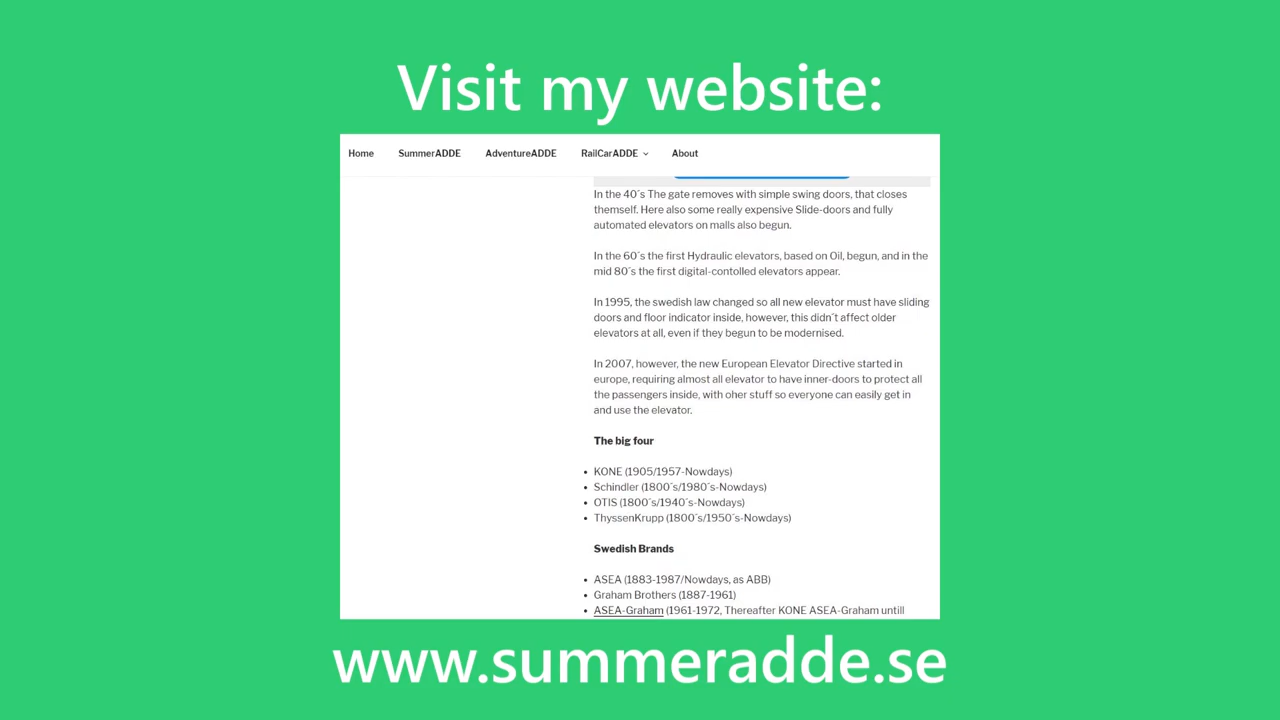 Visit my website:
Home SummerADDE AdventureADDE RailCarADDE About
In the 40´s The gate removes with simple swing doors, that closes
themself. Here also some really expensive Slide-doors and fully
automated elevators on malls also begun.
In the 60´s the first Hydraulic elevators, based on Oil, begun, and in the
mid 80´s the first digital-contolled elevators appear.
In 1995, the swedish law changed so all new elevator must have sliding
doors and floor indicator inside, however, this didn´t affect older
elevators at all, even if they begun to be modernised.
In 2007, however, the new European Elevator Directive started in
europe, requiring almost all elevator to have inner-doors to protect all
the passengers inside, with oher stuff so everyone can easily get in
and use the elevator.
The big four
• KONE (1905/1957-Nowdays)
• Schindler (1800´s/1980´s-Nowdays)
• OTIS (1800´s/1940´s-Nowdays)
• ThyssenKrupp (1800´s/1950´s-Nowdays)
Swedish Brands
• ASEA (1883-1987/Nowdays, as ABB)
• Graham Brothers (1887-1961)
• ASEA-Graham (1961-1972, Thereafter KONE ASEA-Graham untill
www.summeradde.se